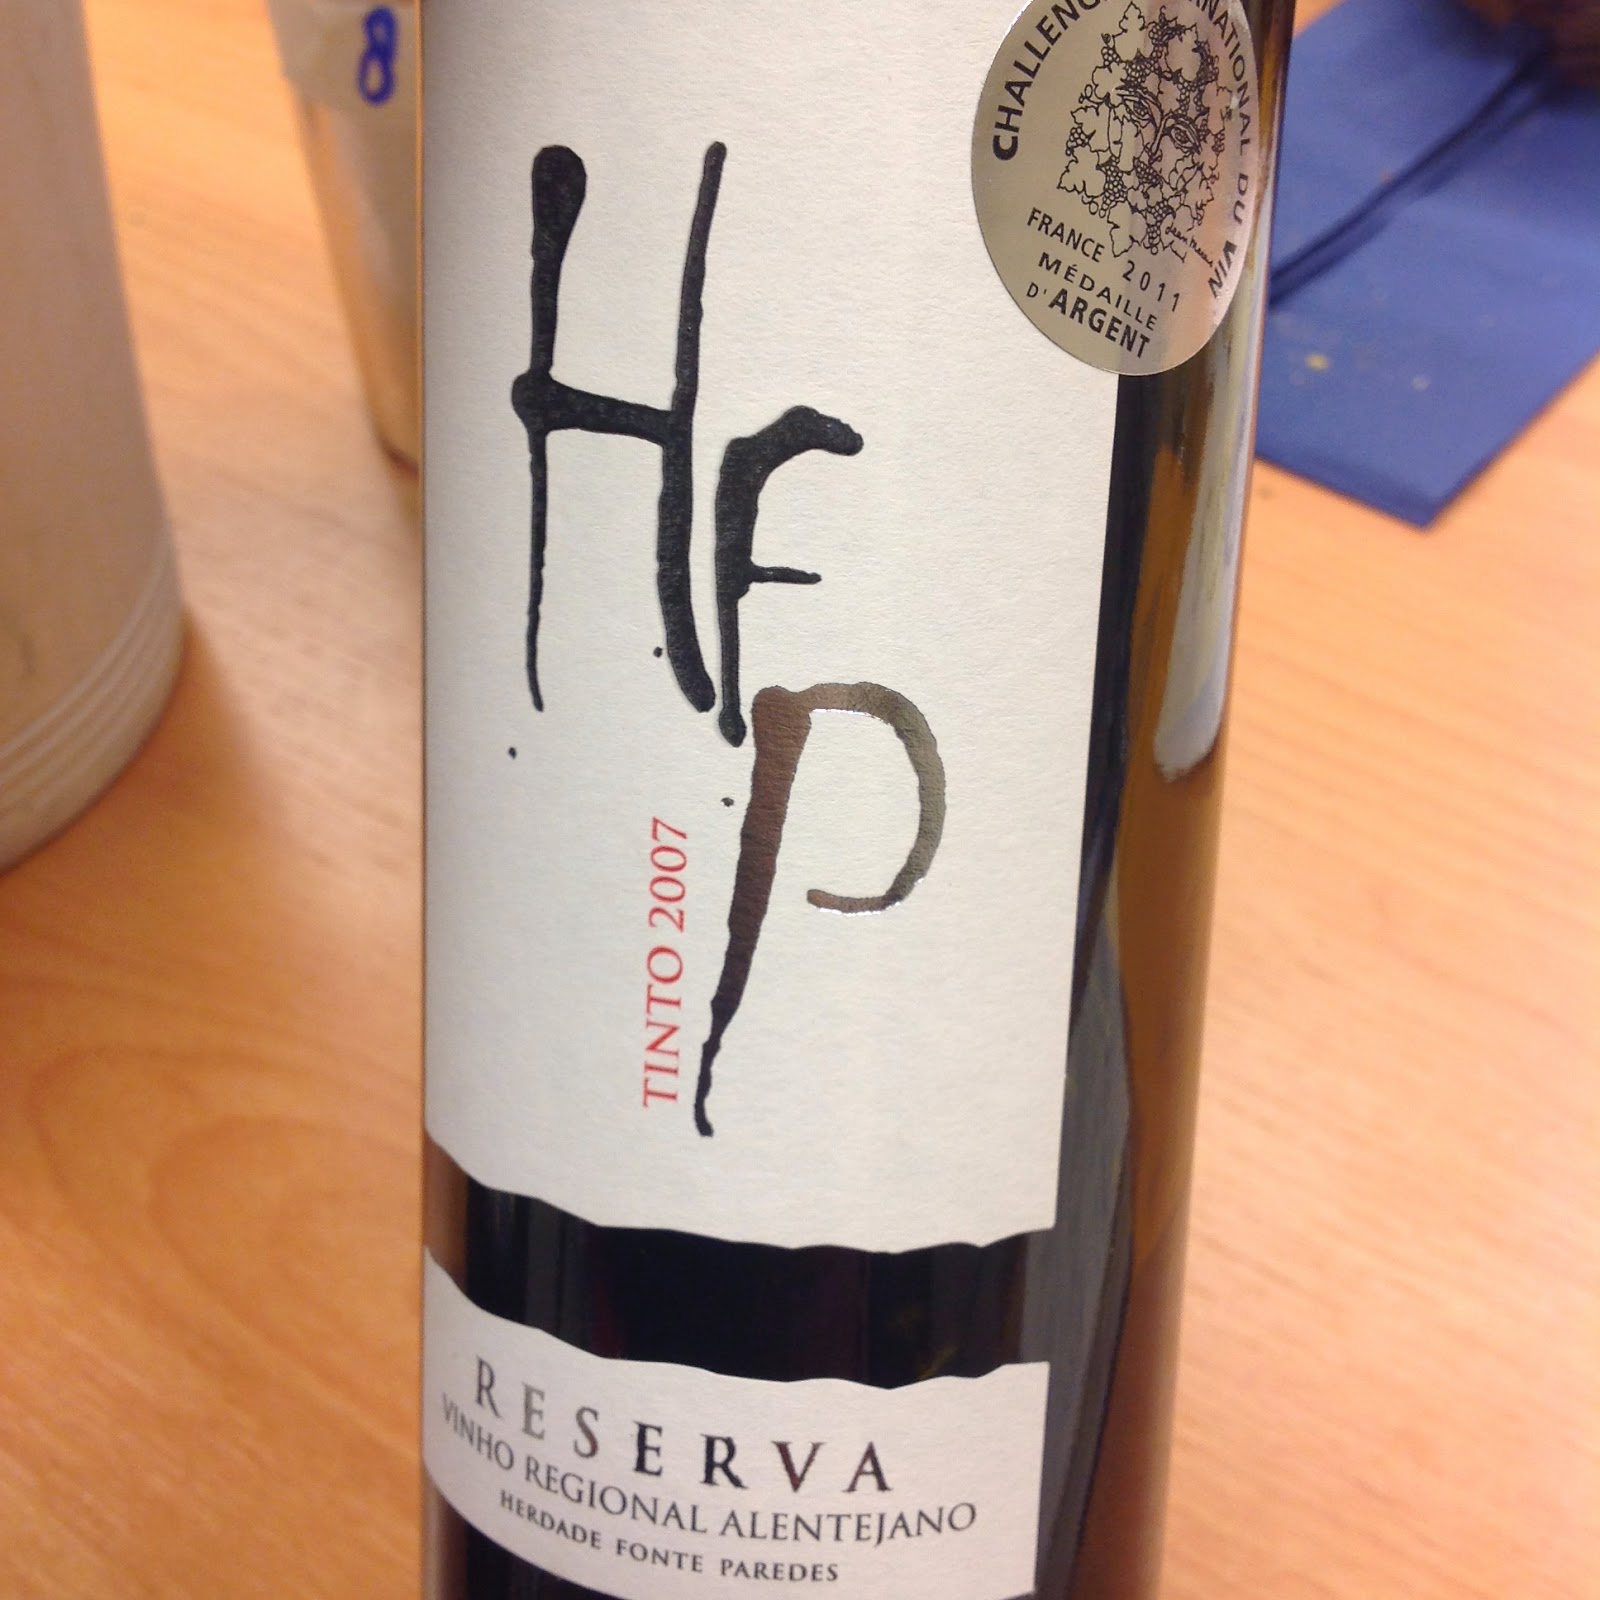 8
CHALLENGE INTERNATIONAL DU VIN
FRANCE 2011
MÉDAILLE
D'ARGENT
HFP
TINTO 2007
RESERVA
VINHO REGIONAL ALENTEJANO
HERDADE FONTE PAREDES